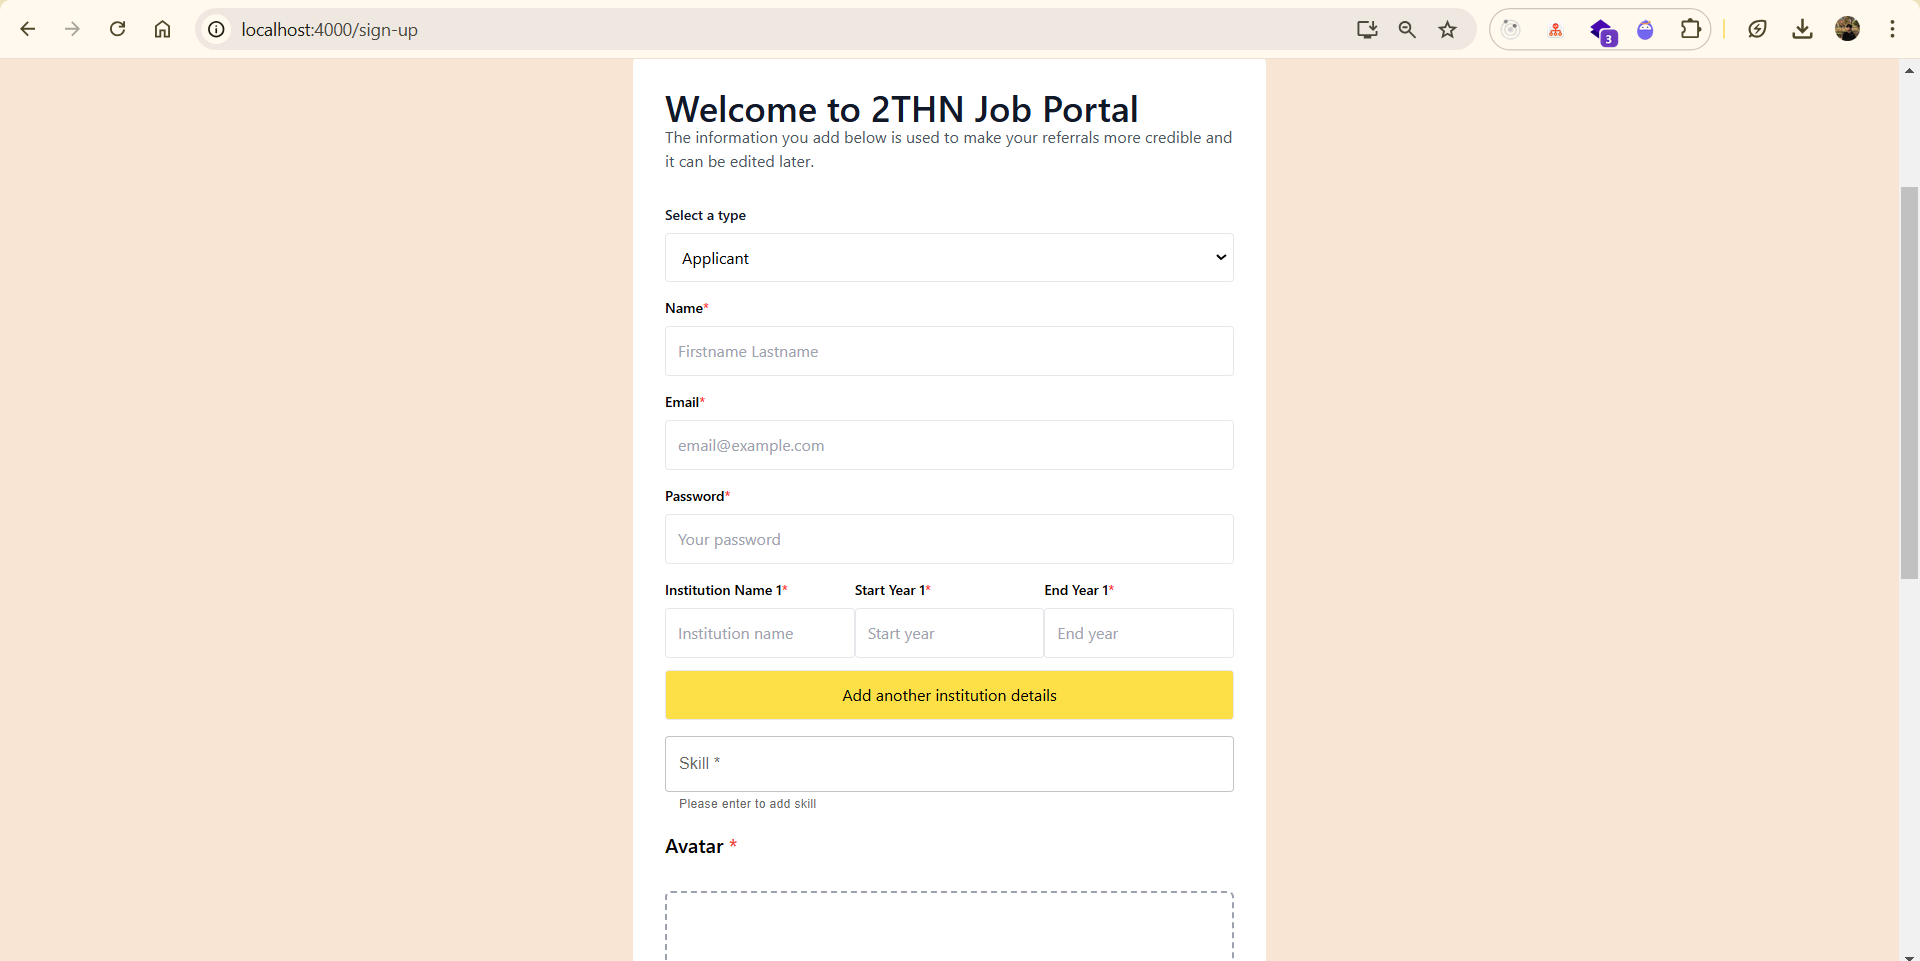 localhost:4000/sign-up
3
Welcome to 2THN Job Portal
The information you add below is used to make your referrals more credible and
it can be edited later.
Select a type
Applicant
Name*
Firstname Lastname
Email*
email@example.com
Password*
Your password
Institution Name 1* Start Year 1* End Year 1*
Institution name Start year End year
Add another institution details
Skill *
Please enter to add skill
Avatar *